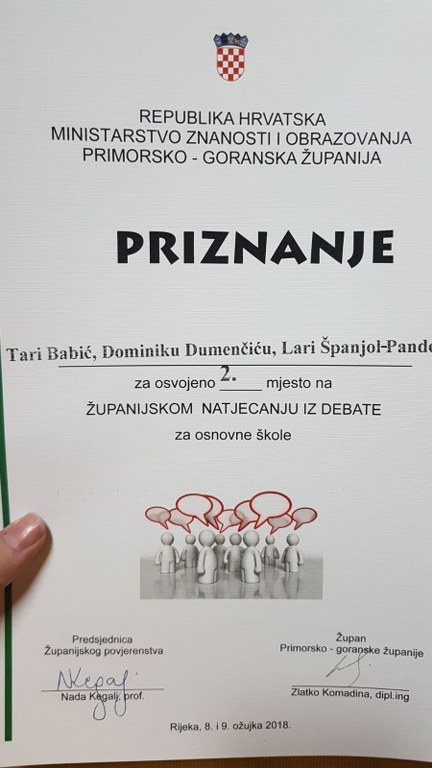 REPUBLIKA HRVATSKA
MINISTARSTVO ZNANOSTI I OBRAZOVANJA
PRIMORSKO - GORANSKA ŽUPANIJA
PRIZNANJE
Tari Babić, Dominiku Dumenčiću, Lari Španjol-Pand
za osvojeno 2. mjesto na
ŽUPANIJSKOM NATJECANJU IZ DEBATE
za osnovne škole
Predsjednica
Županijskog povjerenstva
NKegalj
Nada Kegalj, prof.
Župan
Primorsko - goranske županije
Zlatko Komadina, dipl.ing
Rijeka, 8. i 9. ožujka 2018.